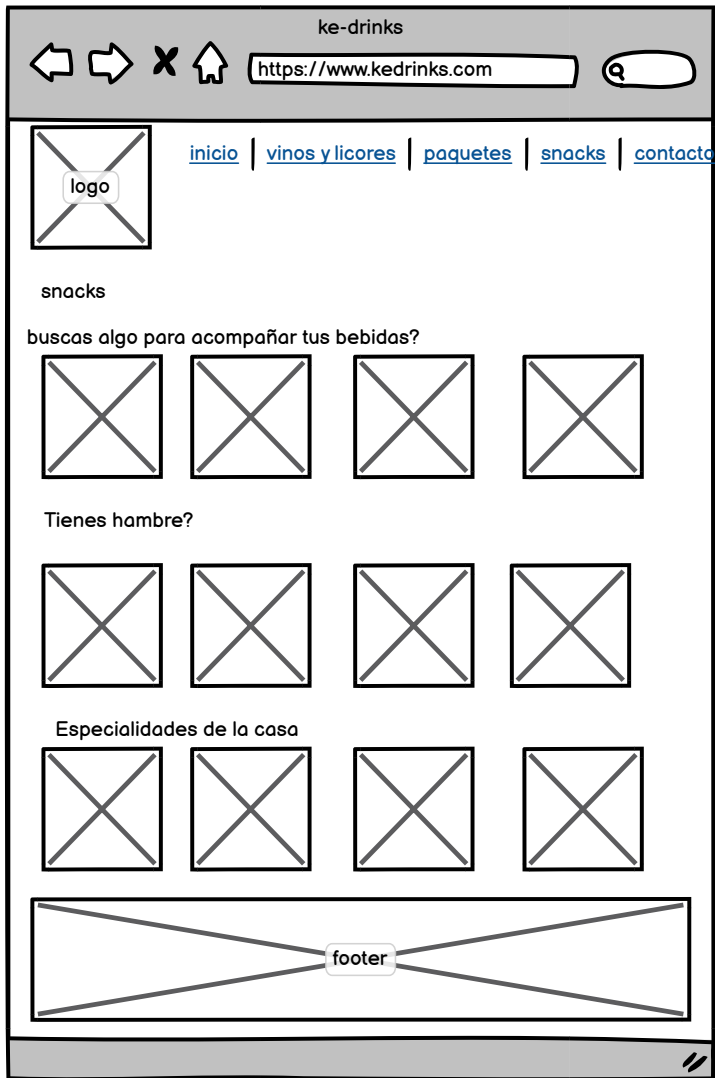 ke-drinks
https://www.kedrinks.com
inicio | vinos y licores | paquetes | snacks | contacto
logo
snacks
buscas algo para acompañar tus bebidas?
Tienes hambre?
Especialidades de la casa
footer